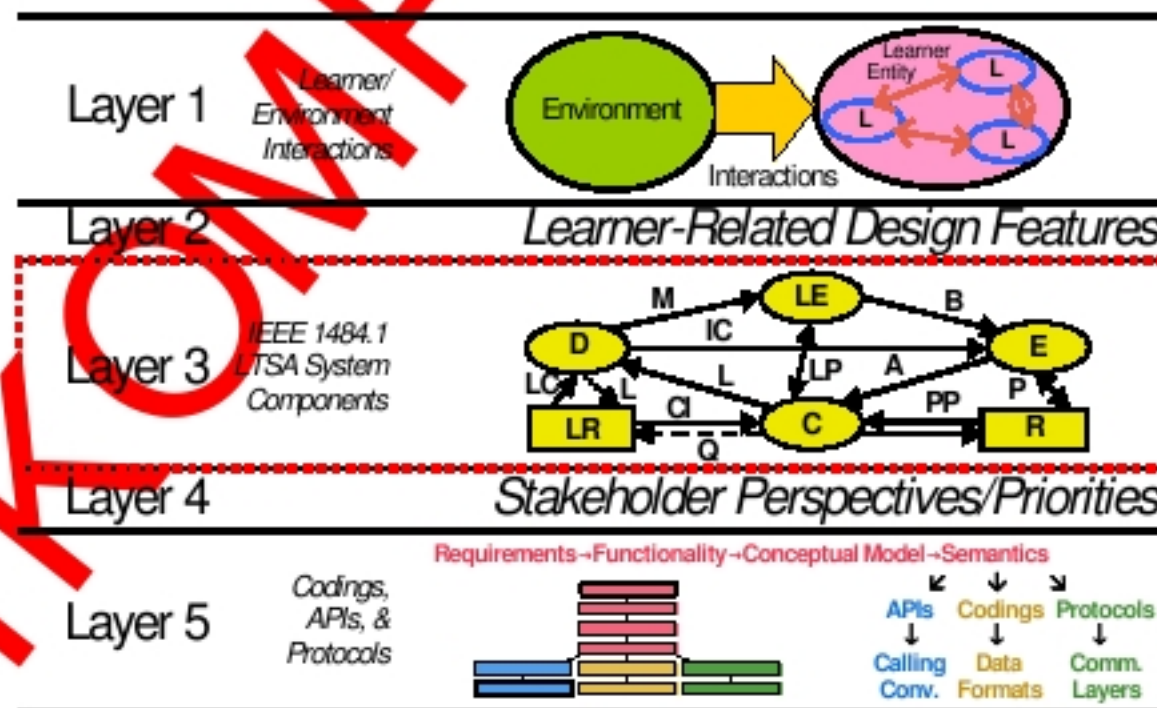 Layer 1
Learner/
Environment
Interactions
Environment
Interactions
Learner
Entity
L
L
L
Layer 2
Learner-Related Design Features
Layer 3
IEEE 1484.1
LTSA System
Components
LE
M
B
IC
D
E
LP
A
L
LC
L
CI
PP
P
LR
C
R
Q
Layer 4
Stakeholder Perspectives/Priorities
Layer 5
Codings,
APIs, &
Protocols
Requirements→Functionality→Conceptual Model→Semantics
APIs Codings Protocols
Calling Data Comm.
Conv. Formats Layers